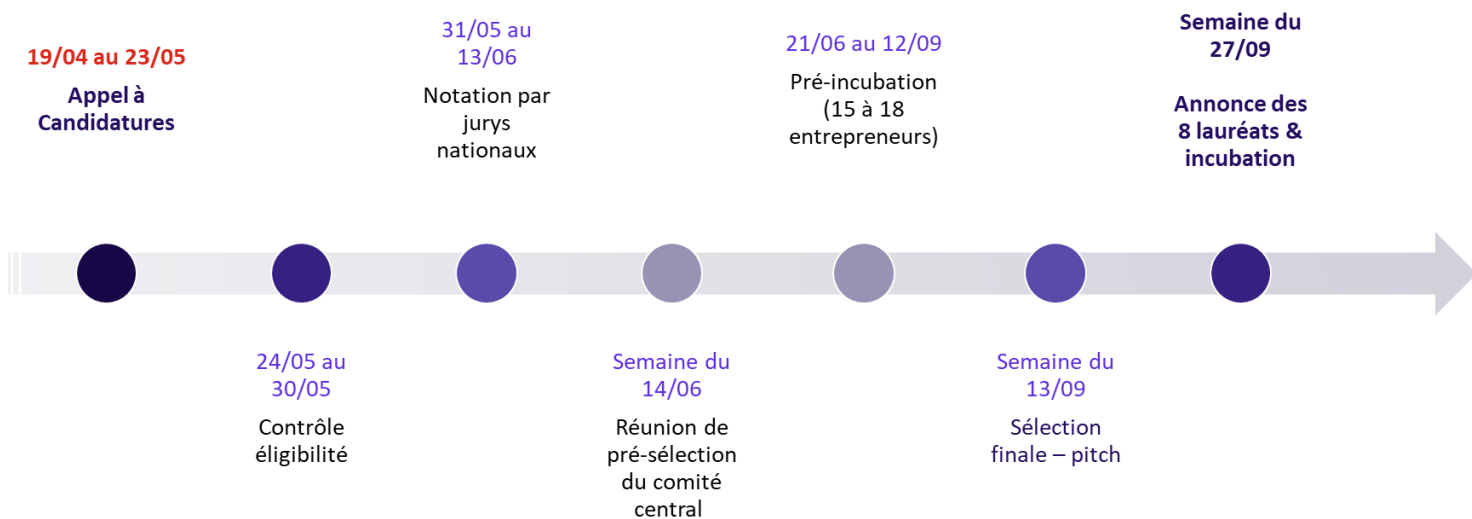 19/04 au 23/05
Appel à
Candidatures
24/05 au
30/05
Contrôle
éligibilité
31/05 au
13/06
Notation par
jurys
nationaux
Semaine du
14/06
Réunion de
pré-sélection
du comité
central
21/06 au 12/09
Pré-incubation
(15 à 18
entrepreneurs)
Semaine du
13/09
Sélection
finale – pitch
Semaine du
27/09
Annonce des
8 lauréats &
incubation